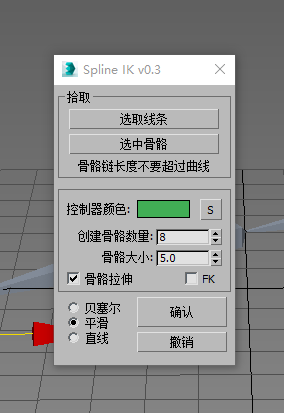 Spline IK v0.3
拾取
选取线条
选中骨骼
骨骼链长度不要超过曲线
控制器颜色: S
创建骨骼数量: 8
骨骼大小: 5.0
骨骼拉伸 FK
贝塞尔
平滑
直线
确认
撤销